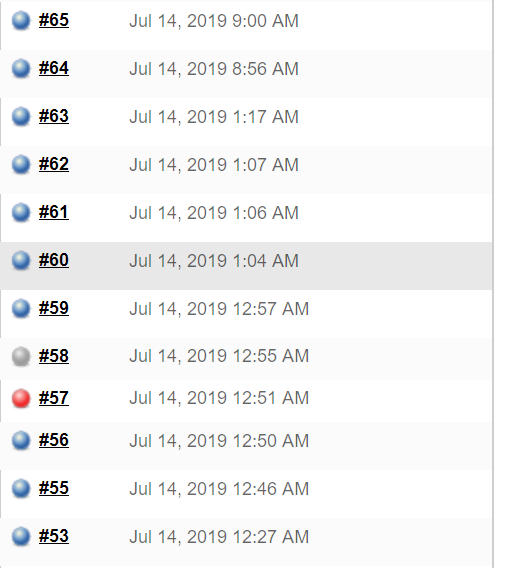 #65 Jul 14, 2019 9:00 AM
#64 Jul 14, 2019 8:56 AM
#63 Jul 14, 2019 1:17 AM
#62 Jul 14, 2019 1:07 AM
#61 Jul 14, 2019 1:06 AM
#60 Jul 14, 2019 1:04 AM
#59 Jul 14, 2019 12:57 AM
#58 Jul 14, 2019 12:55 AM
#57 Jul 14, 2019 12:51 AM
#56 Jul 14, 2019 12:50 AM
#55 Jul 14, 2019 12:46 AM
#53 Jul 14, 2019 12:27 AM